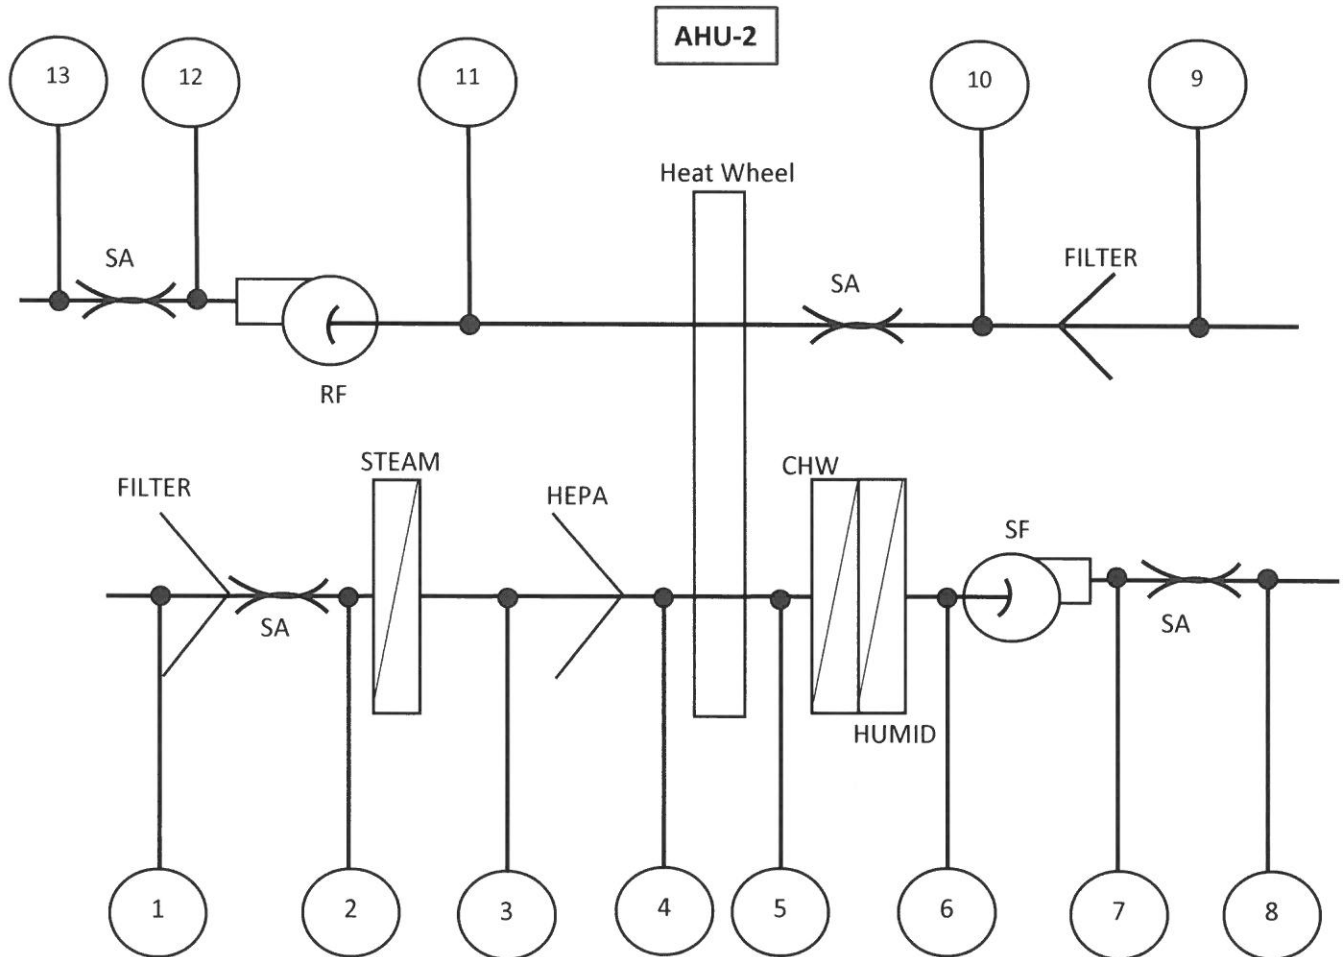 AHU-2
13
12
11
10
9
Heat Wheel
SA
SA
FILTER
RF
STEAM
CHW
FILTER
HEPA
SF
SA
SA
HUMID
1
2
3
4
5
6
7
8